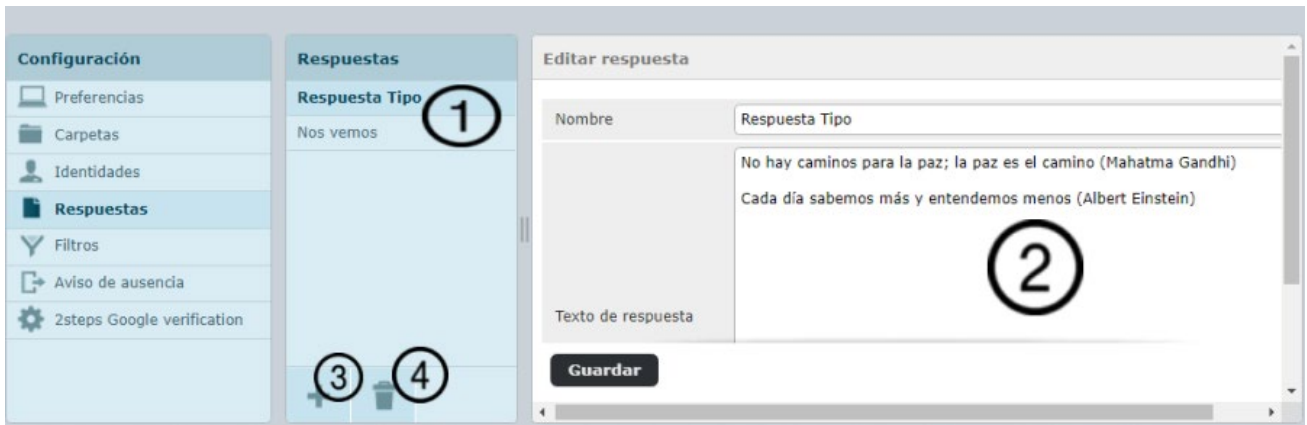 Configuración
Preferencias
Carpetas
Identidades
Respuestas
Filtros
Aviso de ausencia
2steps Google verification
Respuestas
Respuesta Tipo
1
Nos vemos
3
4
Editar respuesta
Nombre
Respuesta Tipo
No hay caminos para la paz; la paz es el camino (Mahatma Gandhi)
Cada día sabemos más y entendemos menos (Albert Einstein)
2
Texto de respuesta
Guardar